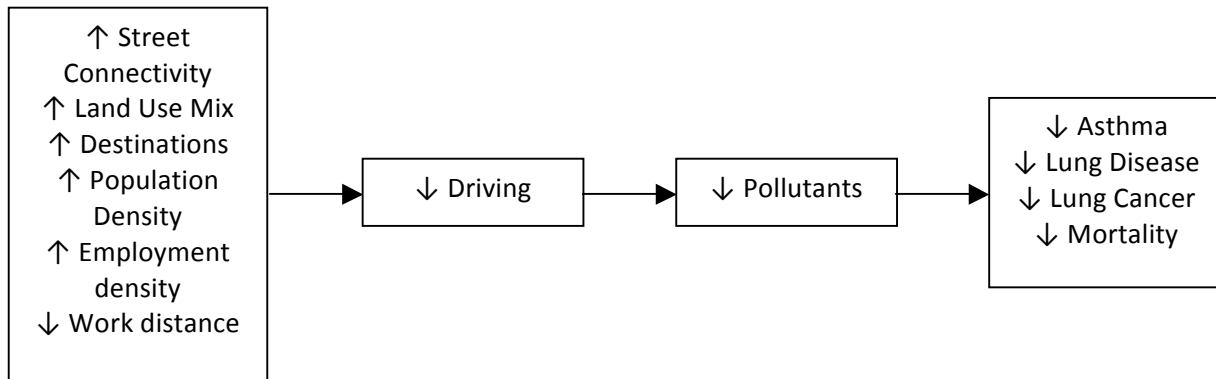 ↑ Street
Connectivity
↑ Land Use Mix
↑ Destinations
↑ Population
Density
↑ Employment
density
↓ Work distance
↓ Driving
↓ Pollutants
↓ Asthma
↓ Lung Disease
↓ Lung Cancer
↓ Mortality